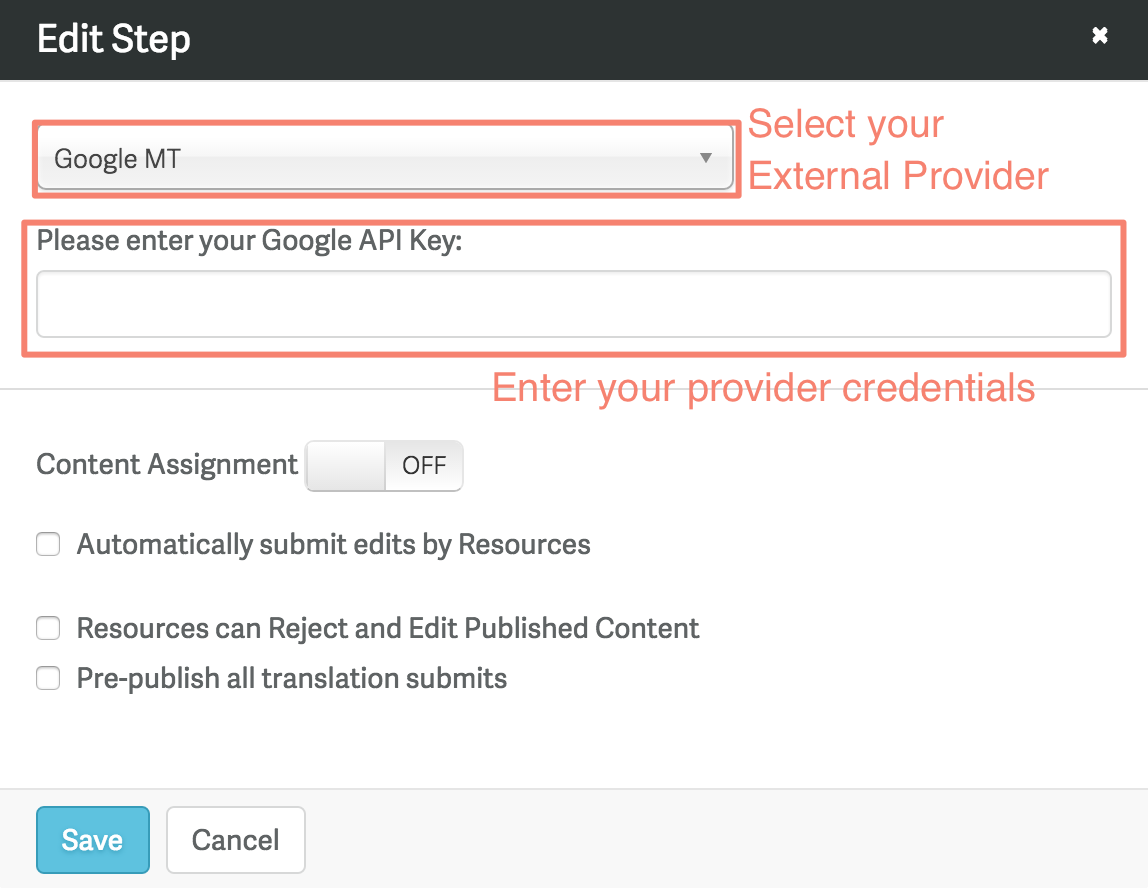 Edit Step
Google MT
Select your
External Provider
Please enter your Google API Key:
Enter your provider credentials
Content Assignment OFF
Automatically submit edits by Resources
Resources can Reject and Edit Published Content
Pre-publish all translation submits
Save Cancel